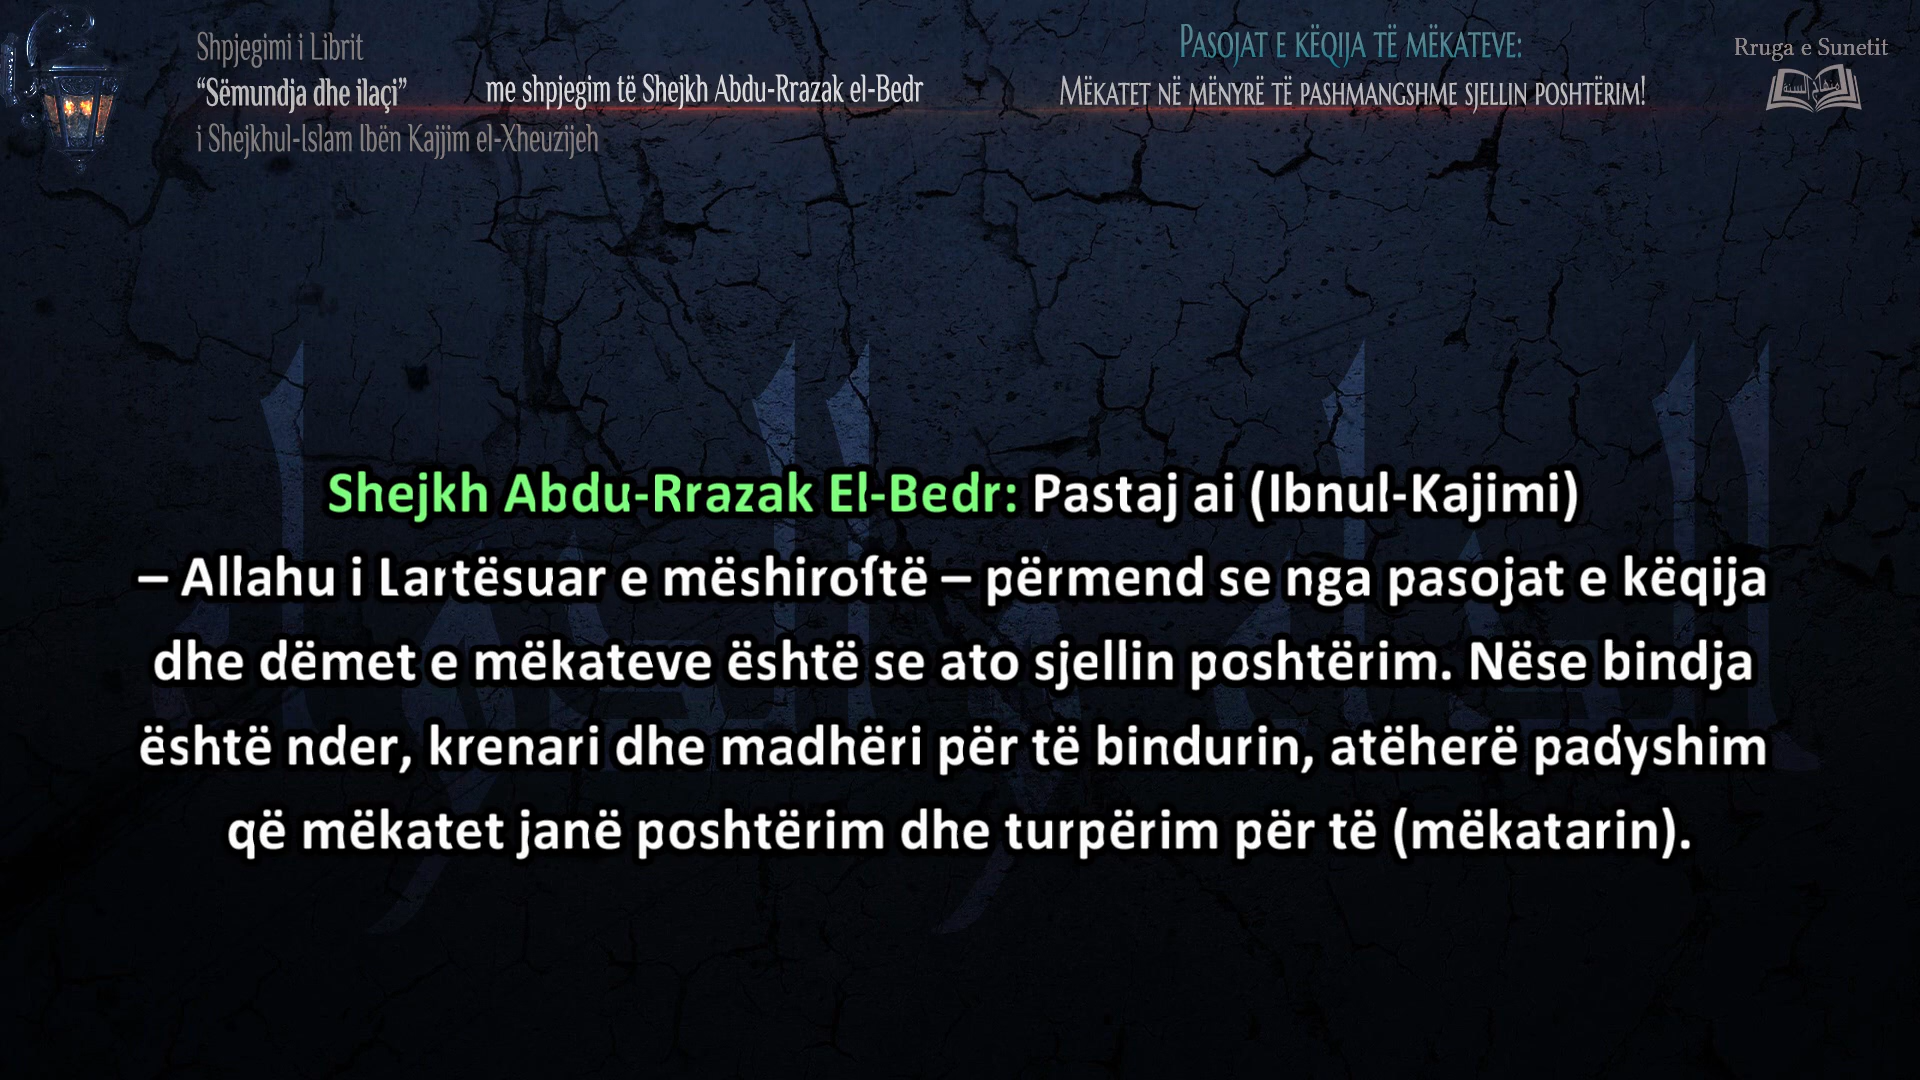 Shpjegimi i Librit
“Sëmundja dhe ilaçi”
i Shejkhul-Islam Ibën Kajjim el-Xheuzijeh
me shpjegim të Shejkh Abdu-Rrazak el-Bedr
PASOJAT E KËQIJA TË MËKATEVE:
MËKATET NË MËNYRË TË PASHMANGSHME SJELLIN POSHTËRIM!
Rruga e Sunetit
منهاج السنة
Shejkh Abdu-Rrazak El-Bedr: Pastaj ai (Ibnul-Kajimi)
– Allahu i Lartësuar e mëshiroftë – përmend se nga pasojat e këqija
dhe dëmet e mëkateve është se ato sjellin poshtërim. Nëse bindja
është nder, krenari dhe madhëri për të bindurin, atëherë padyshim
që mëkatet janë poshtërim dhe turpërim për të (mëkatarin).